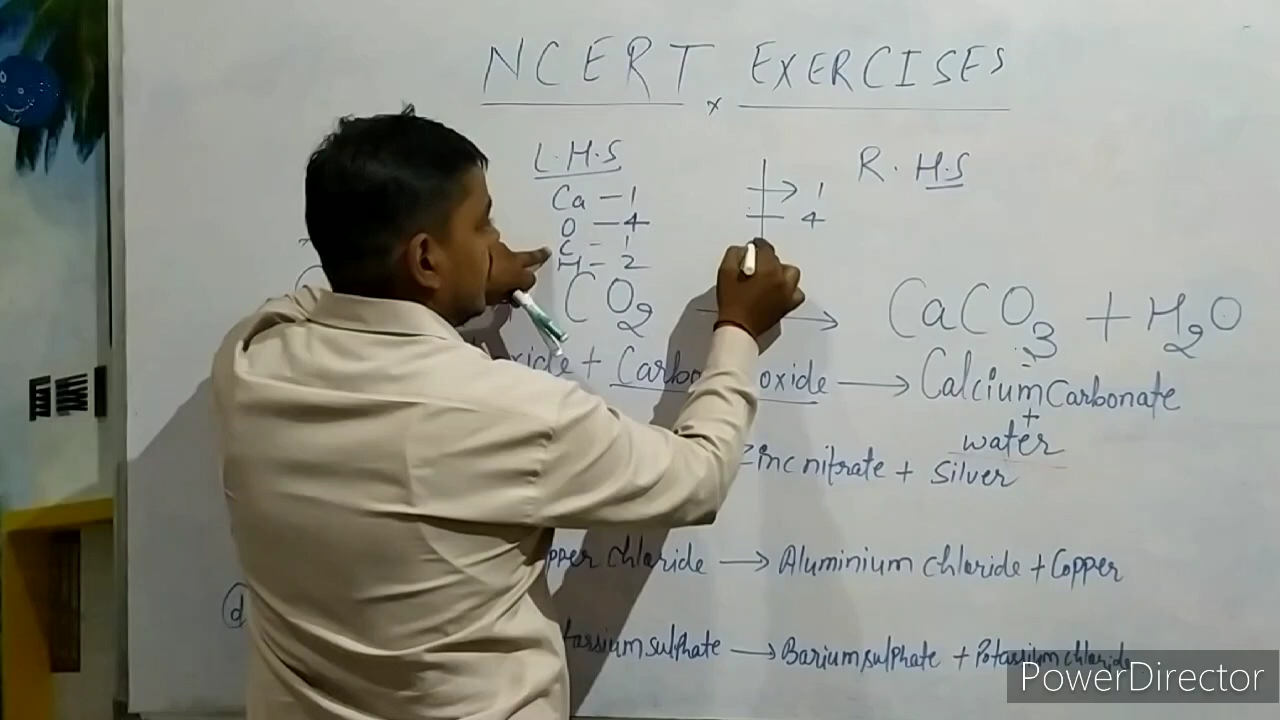 NCERT EXERCISES
L.H.S R.H.S
Ca - 1 1
O - 4 4
C - 1
H - 2
CO2 → CaCO3 + H2O
+ Carbon oxide → Calcium Carbonate
+
water
Zinc nitrate + Silver
chloride → Aluminium chloride + Copper
d
sulphate → Barium sulphate + Potassium chloride
PowerDirector